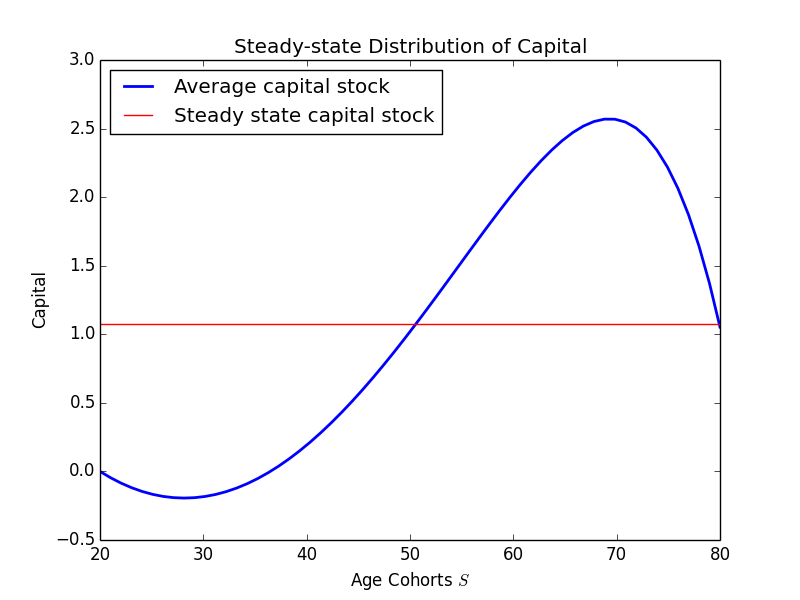 Steady-state Distribution of Capital
Average capital stock
Steady state capital stock
3.0
2.5
2.0
1.5
1.0
0.5
0.0
−0.5
Capital
20 30 40 50 60 70 80
Age Cohorts S